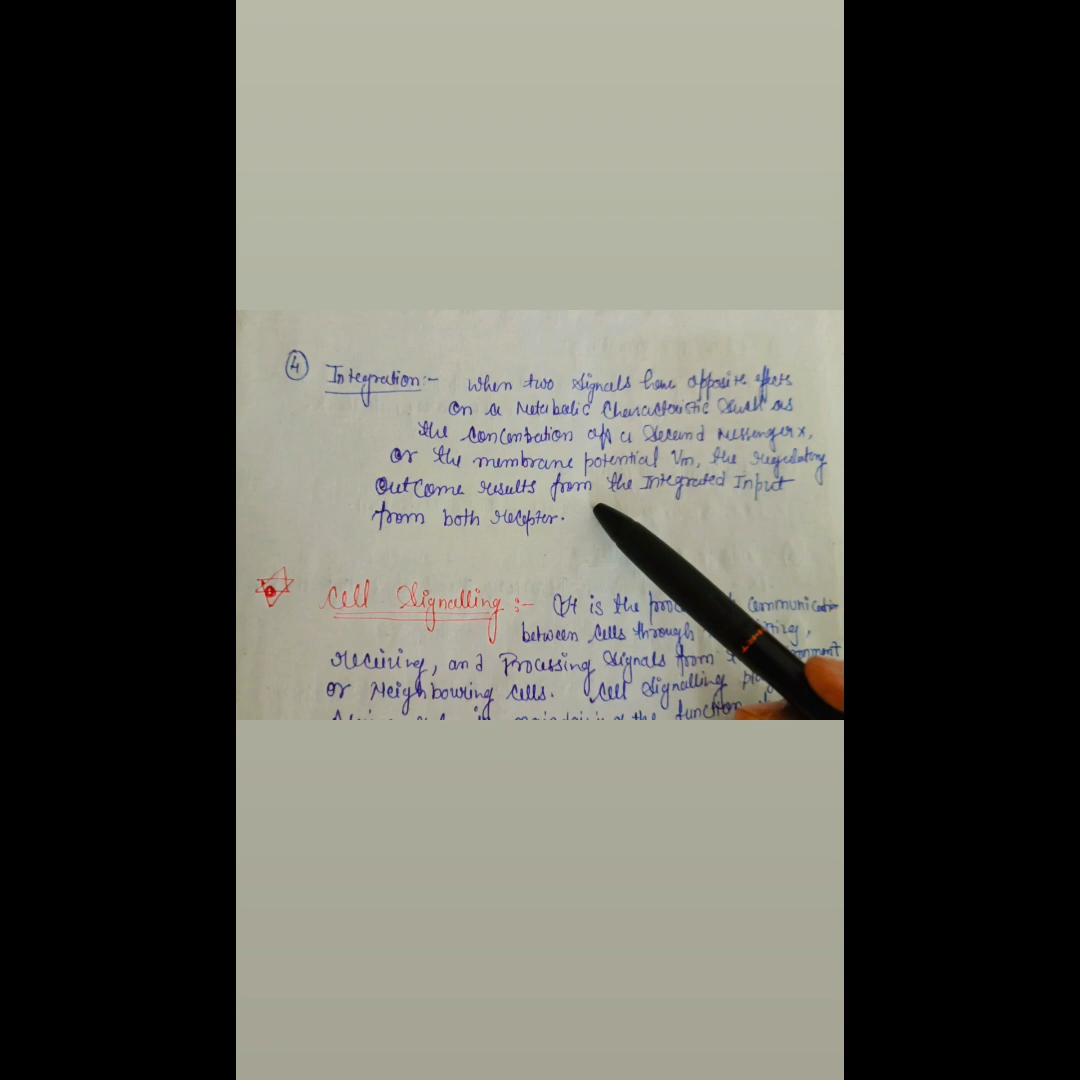 4
Integration:- When two signals have opposite effects
on a Metabolic Characteristic such as
the concentration of a second messenger x,
or the membrane potential Vm, the regulatory
outcome results from the Integrated Input
from both receptor.
Cell Signalling :- It is the communication
between cells through
receiving, and Processing signals from
or Neighbouring cells. Cell signalling
the function